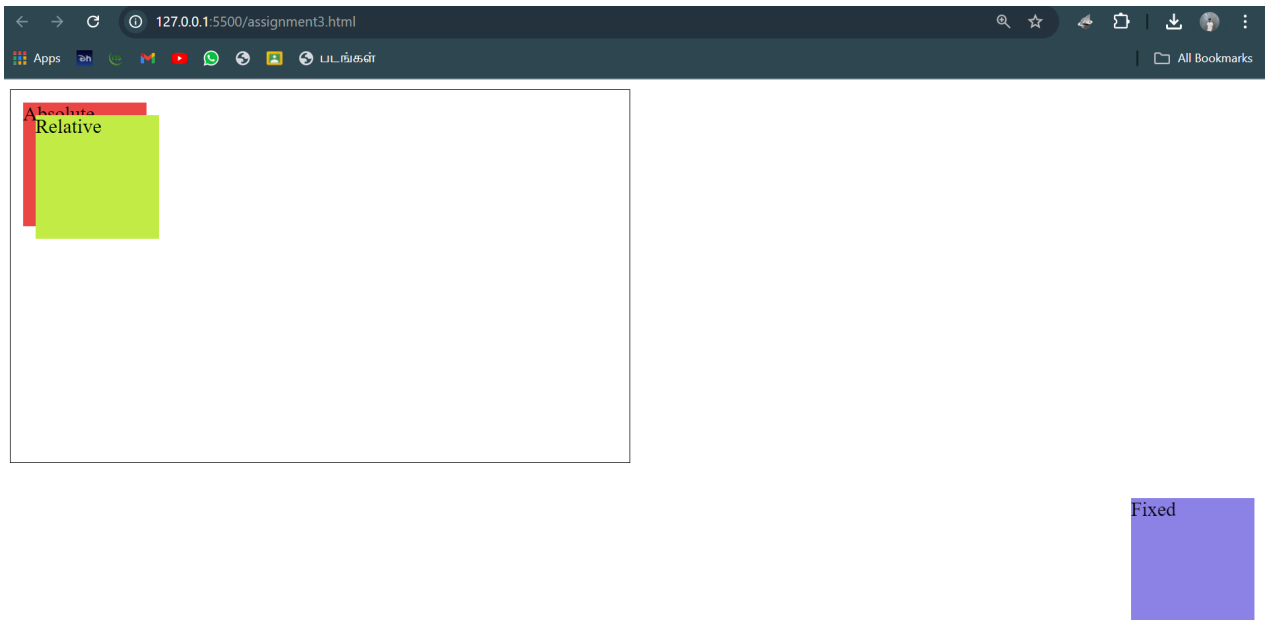 127.0.0.1:5500/assignment3.html
Apps படங்கள் All Bookmarks
Absolute
Relative
Fixed